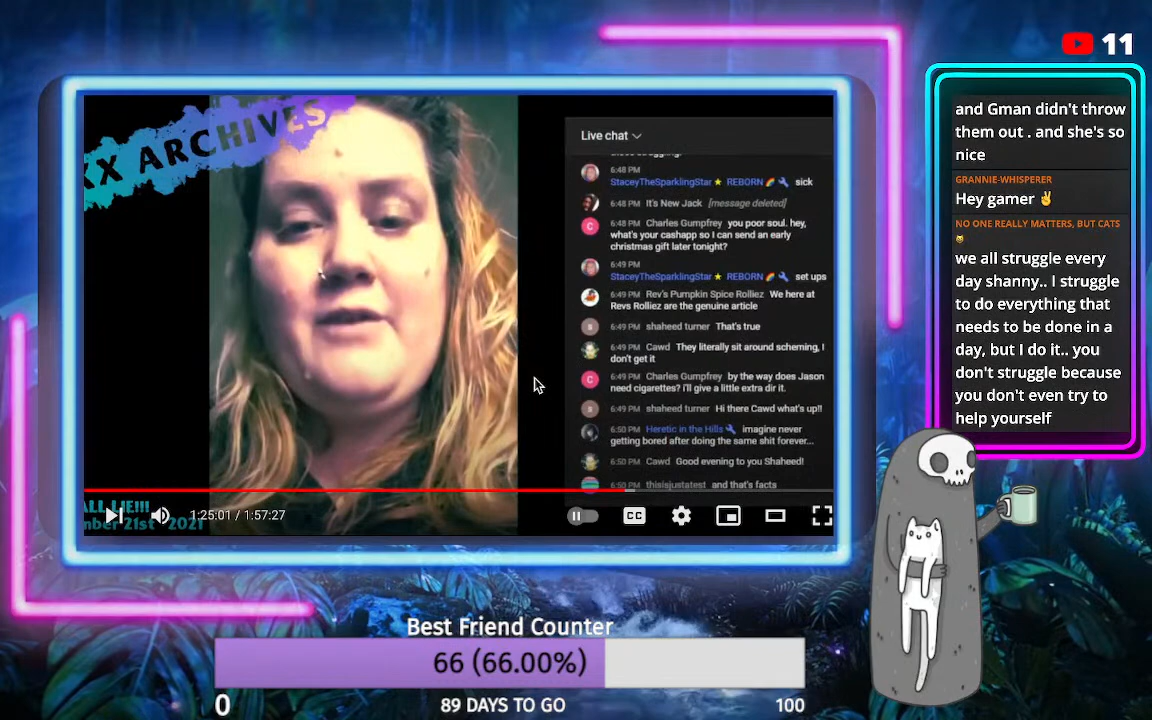 11
XX ARCHIVES
Live chat
6:48 PM
StaceyTheSparklingStar REBORN sick
6:48 PM It's New Jack [message deleted]
6:48 PM Charles Gumpfrey you poor soul. hey,
what's your cashapp so I can send an early
christmas gift later tonight?
6:49 PM
StaceyTheSparklingStar REBORN set ups
6:49 PM Rev's Pumpkin Spice Rolliez We here at
Revs Rolliez are the genuine article
6:49 PM shaheed turner That's true
6:49 PM Cawd They literally sit around scheming, I
don't get it
6:49 PM Charles Gumpfrey by the way does Jason
need cigarettes? i'll give a little extra dir it.
6:49 PM shaheed turner Hi there Cawd what's up!!
6:50 PM Heretic in the Hills imagine never
getting bored after doing the same shit forever...
6:50 PM Cawd Good evening to you Shaheed!
6:50 PM thisisjustatest and that's facts
ALL LIE!!!
mber 21st 2021
1:25:01 / 1:57:27
CC
and Gman didn't throw
them out . and she's so
nice
GRANNIE-WHISPERER
Hey gamer ✌
NO ONE REALLY MATTERS, BUT CATS
we all struggle every
day shanny.. I struggle
to do everything that
needs to be done in a
day, but I do it.. you
don't struggle because
you don't even try to
help yourself
Best Friend Counter
66 (66.00%)
0
89 DAYS TO GO
100